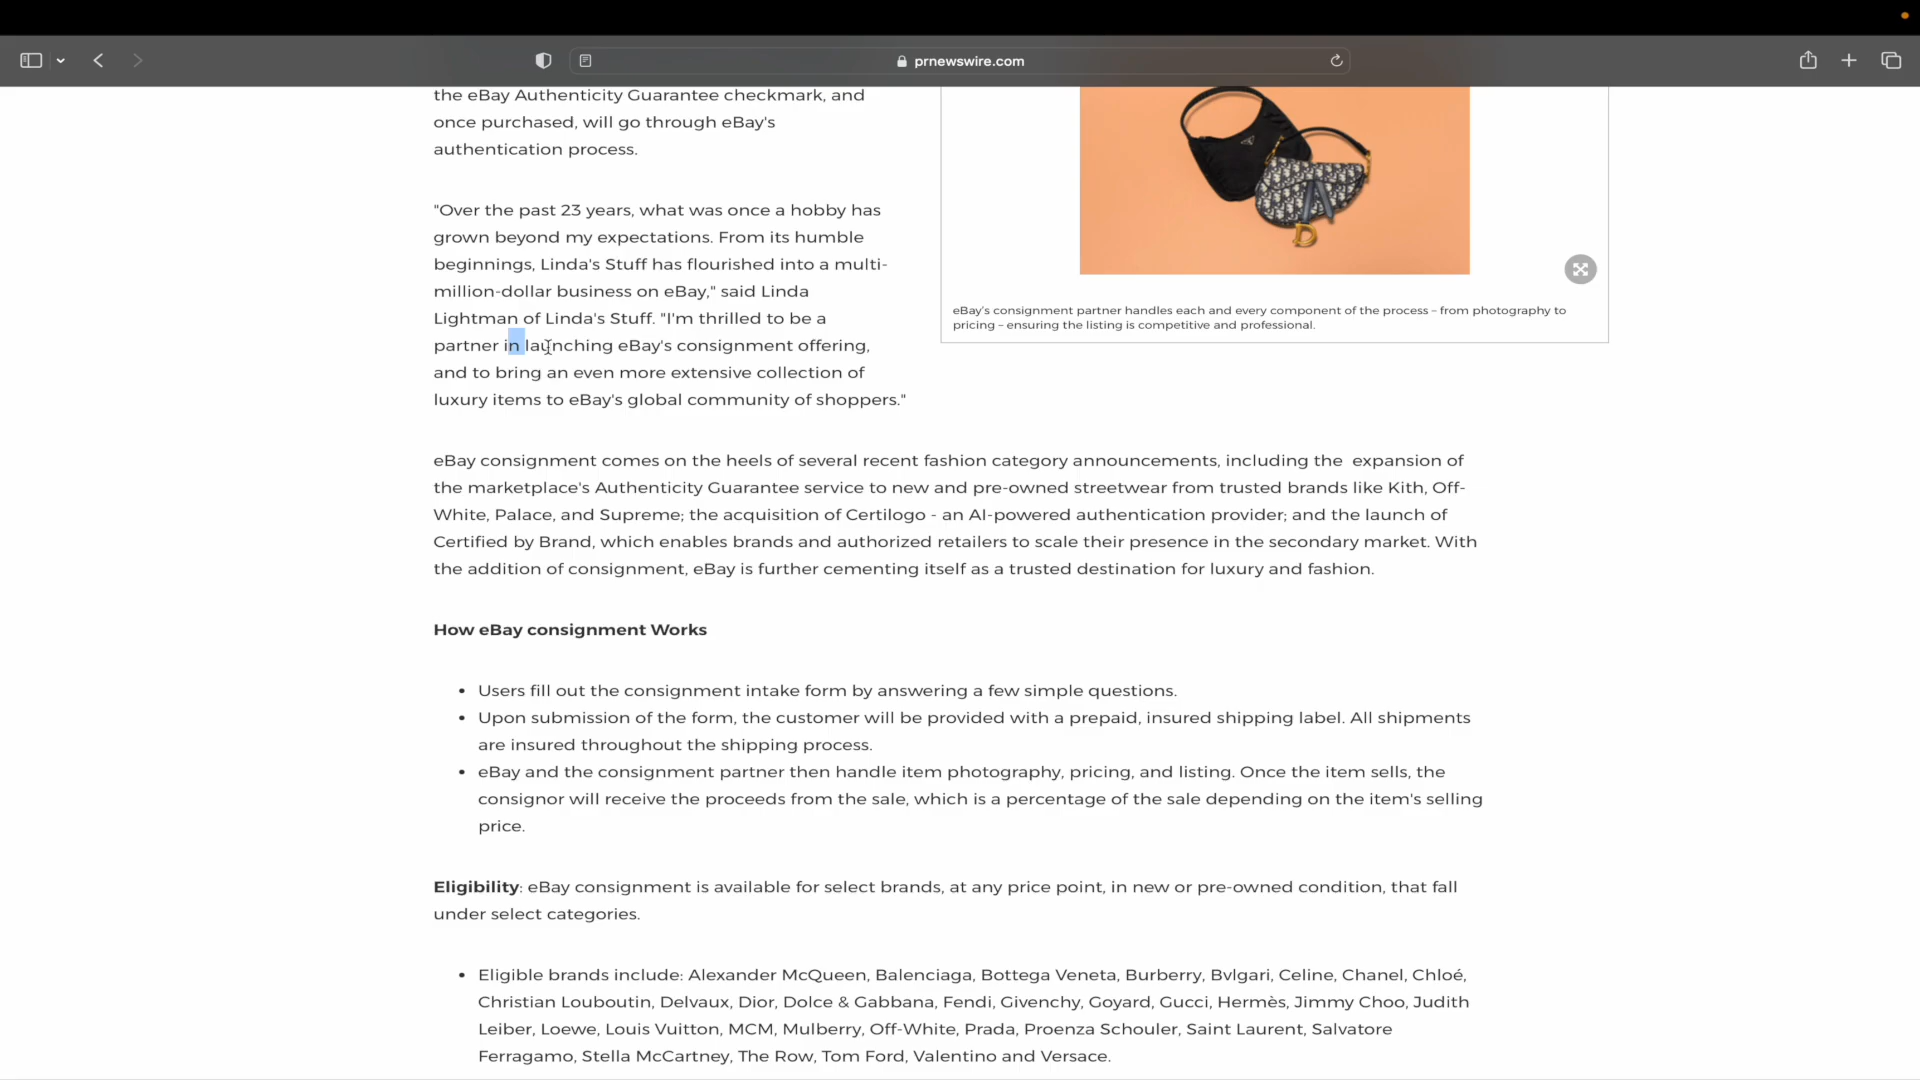 prnewswire.com
the eBay Authenticity Guarantee checkmark, and
once purchased, will go through eBay's
authentication process.
"Over the past 23 years, what was once a hobby has
grown beyond my expectations. From its humble
beginnings, Linda's Stuff has flourished into a multi-
million-dollar business on eBay," said Linda
Lightman of Linda's Stuff. "I'm thrilled to be a
partner in launching eBay's consignment offering,
and to bring an even more extensive collection of
luxury items to eBay's global community of shoppers."
eBay's consignment partner handles each and every component of the process – from photography to
pricing – ensuring the listing is competitive and professional.
eBay consignment comes on the heels of several recent fashion category announcements, including the  expansion of
the marketplace's Authenticity Guarantee service to new and pre-owned streetwear from trusted brands like Kith, Off-
White, Palace, and Supreme; the acquisition of Certilogo - an AI-powered authentication provider; and the launch of
Certified by Brand, which enables brands and authorized retailers to scale their presence in the secondary market. With
the addition of consignment, eBay is further cementing itself as a trusted destination for luxury and fashion.
How eBay consignment Works
• Users fill out the consignment intake form by answering a few simple questions.
• Upon submission of the form, the customer will be provided with a prepaid, insured shipping label. All shipments
are insured throughout the shipping process.
• eBay and the consignment partner then handle item photography, pricing, and listing. Once the item sells, the
consignor will receive the proceeds from the sale, which is a percentage of the sale depending on the item's selling
price.
Eligibility: eBay consignment is available for select brands, at any price point, in new or pre-owned condition, that fall
under select categories.
• Eligible brands include: Alexander McQueen, Balenciaga, Bottega Veneta, Burberry, Bvlgari, Celine, Chanel, Chloé,
Christian Louboutin, Delvaux, Dior, Dolce & Gabbana, Fendi, Givenchy, Goyard, Gucci, Hermès, Jimmy Choo, Judith
Leiber, Loewe, Louis Vuitton, MCM, Mulberry, Off-White, Prada, Proenza Schouler, Saint Laurent, Salvatore
Ferragamo, Stella McCartney, The Row, Tom Ford, Valentino and Versace.